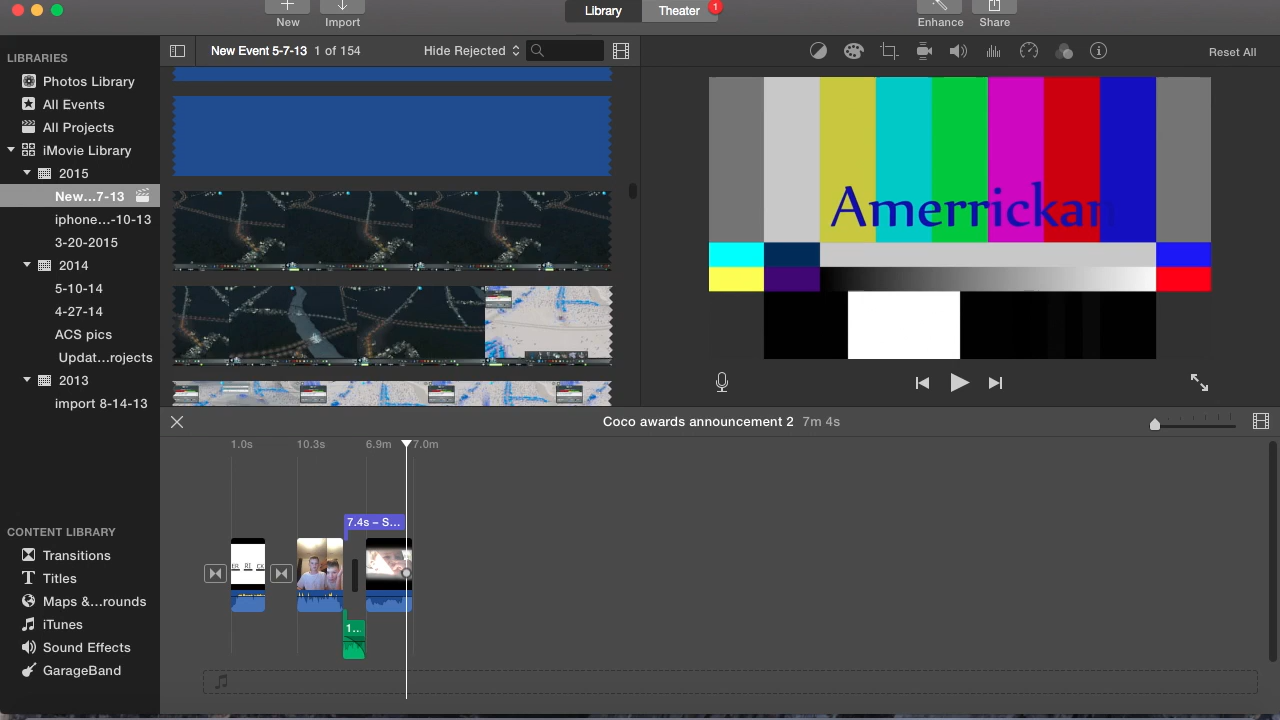 New
Import
Library
Theater
1
Enhance
Share
LIBRARIES
Photos Library
All Events
All Projects
iMovie Library
2015
New...7-13
iphone...-10-13
3-20-2015
2014
5-10-14
4-27-14
ACS pics
Updat...rojects
2013
import 8-14-13
CONTENT LIBRARY
Transitions
Titles
Maps &...rounds
iTunes
Sound Effects
GarageBand
New Event 5-7-13 1 of 154
Hide Rejected
Reset All
Amerrickan
Coco awards announcement 2 7m 4s
1.0s
10.3s
6.9m
7.0m
7.4s – S...
ER RI CK
1...